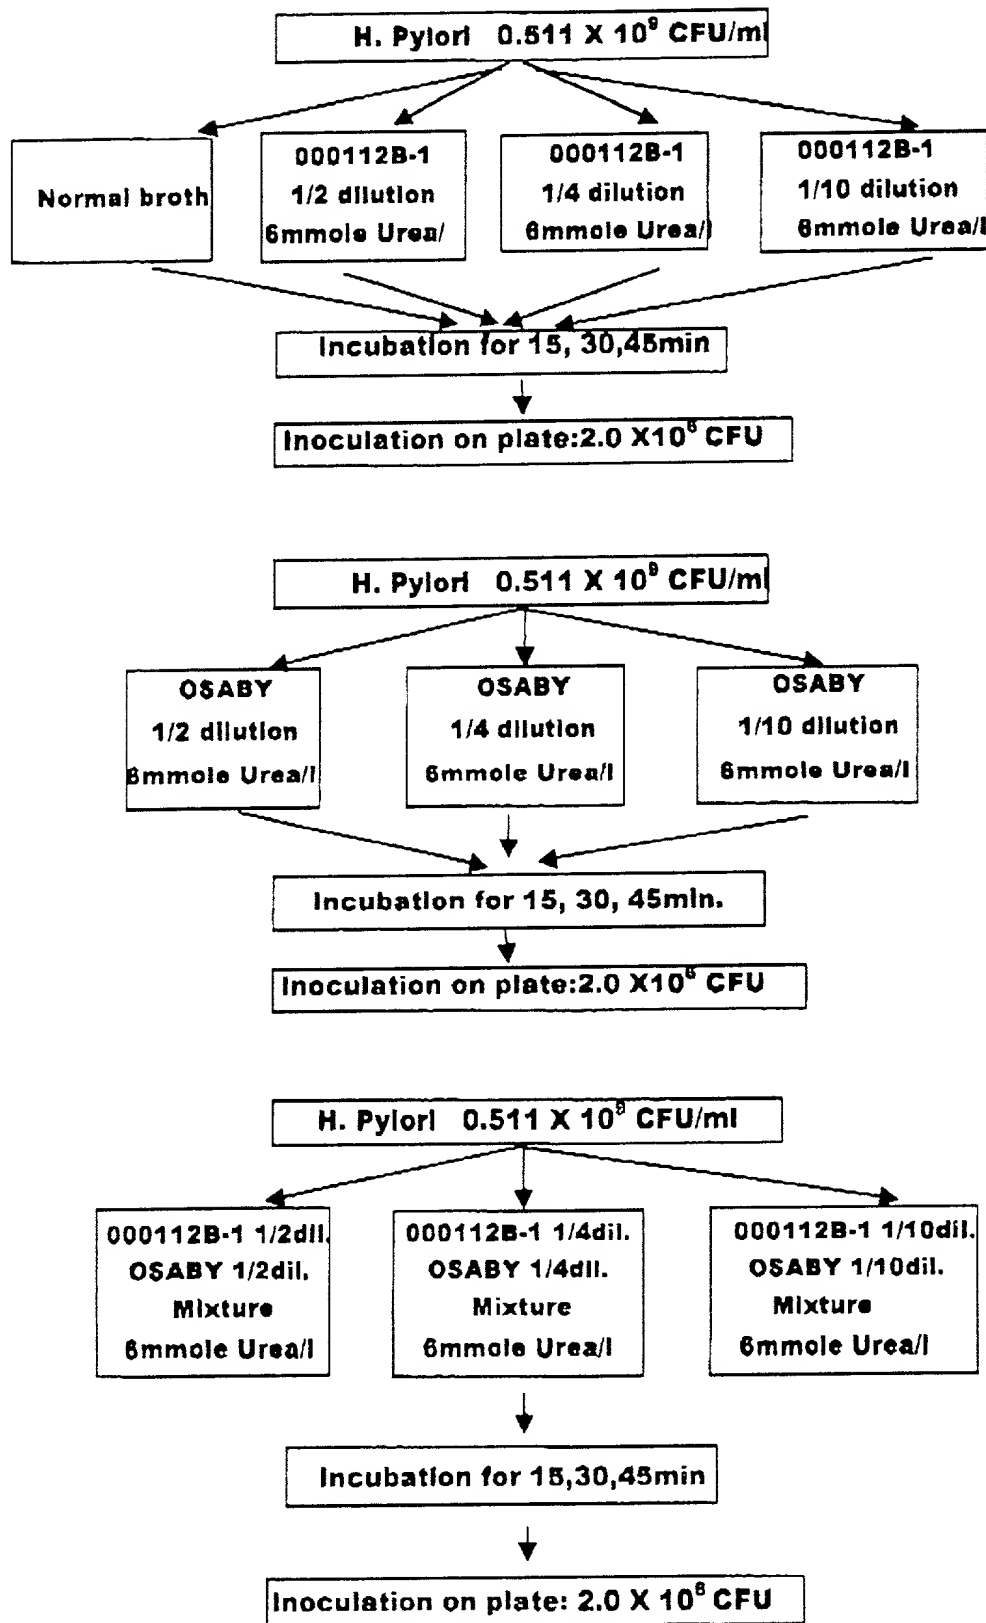 H. Pylori 0.511 X 10⁹ CFU/ml
Normal broth
000112B-1
1/2 dilution
6mmole Urea/
000112B-1
1/4 dilution
6mmole Urea/l
000112B-1
1/10 dilution
6mmole Urea/l
Incubation for 15, 30,45min
Inoculation on plate:2.0 X10⁶ CFU
H. Pylori 0.511 X 10⁹ CFU/ml
OSABY
1/2 dilution
6mmole Urea/l
OSABY
1/4 dilution
6mmole Urea/l
OSABY
1/10 dilution
6mmole Urea/l
Incubation for 15, 30, 45min.
Inoculation on plate:2.0 X10⁶ CFU
H. Pylori 0.511 X 10⁹ CFU/ml
000112B-1 1/2dil.
OSABY 1/2dil.
Mixture
6mmole Urea/l
000112B-1 1/4dil.
OSABY 1/4dil.
Mixture
6mmole Urea/l
000112B-1 1/10dil.
OSABY 1/10dil.
Mixture
6mmole Urea/l
Incubation for 15,30,45min
Inoculation on plate: 2.0 X 10⁶ CFU